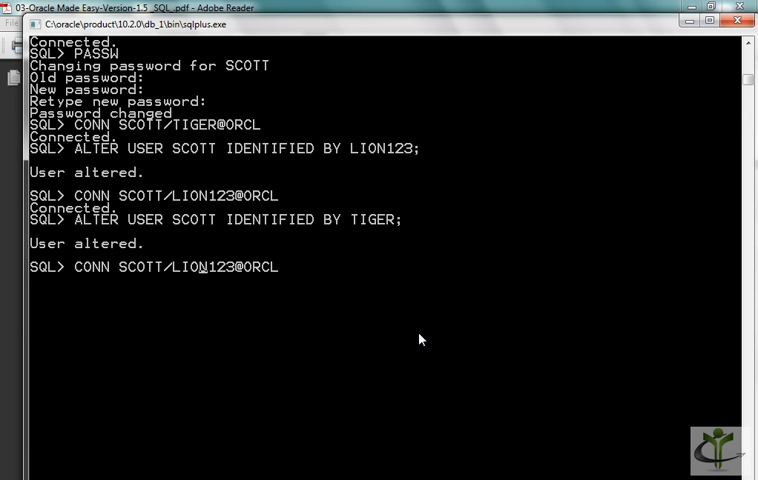 03-Oracle Made Easy-Version-1.5 _SQL_.pdf - Adobe Reader
C:\oracle\product\10.2.0\db_1\bin\sqlplus.exe
Connected.
SQL> PASSW
Changing password for SCOTT
Old password:
New password:
Retype new password:
Password changed
SQL> CONN SCOTT/TIGER@ORCL
Connected.
SQL> ALTER USER SCOTT IDENTIFIED BY LION123;
User altered.
SQL> CONN SCOTT/LION123@ORCL
Connected.
SQL> ALTER USER SCOTT IDENTIFIED BY TIGER;
User altered.
SQL> CONN SCOTT/LION123@ORCL